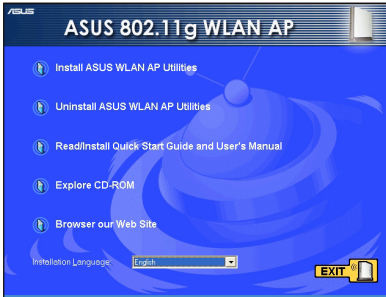 ASUS
ASUS 802.11g WLAN AP
Install ASUS WLAN AP Utilities
Uninstall ASUS WLAN AP Utilities
Read/Install Quick Start Guide and User's Manual
Explore CD-ROM
Browser our Web Site
Installation Language: English
EXIT